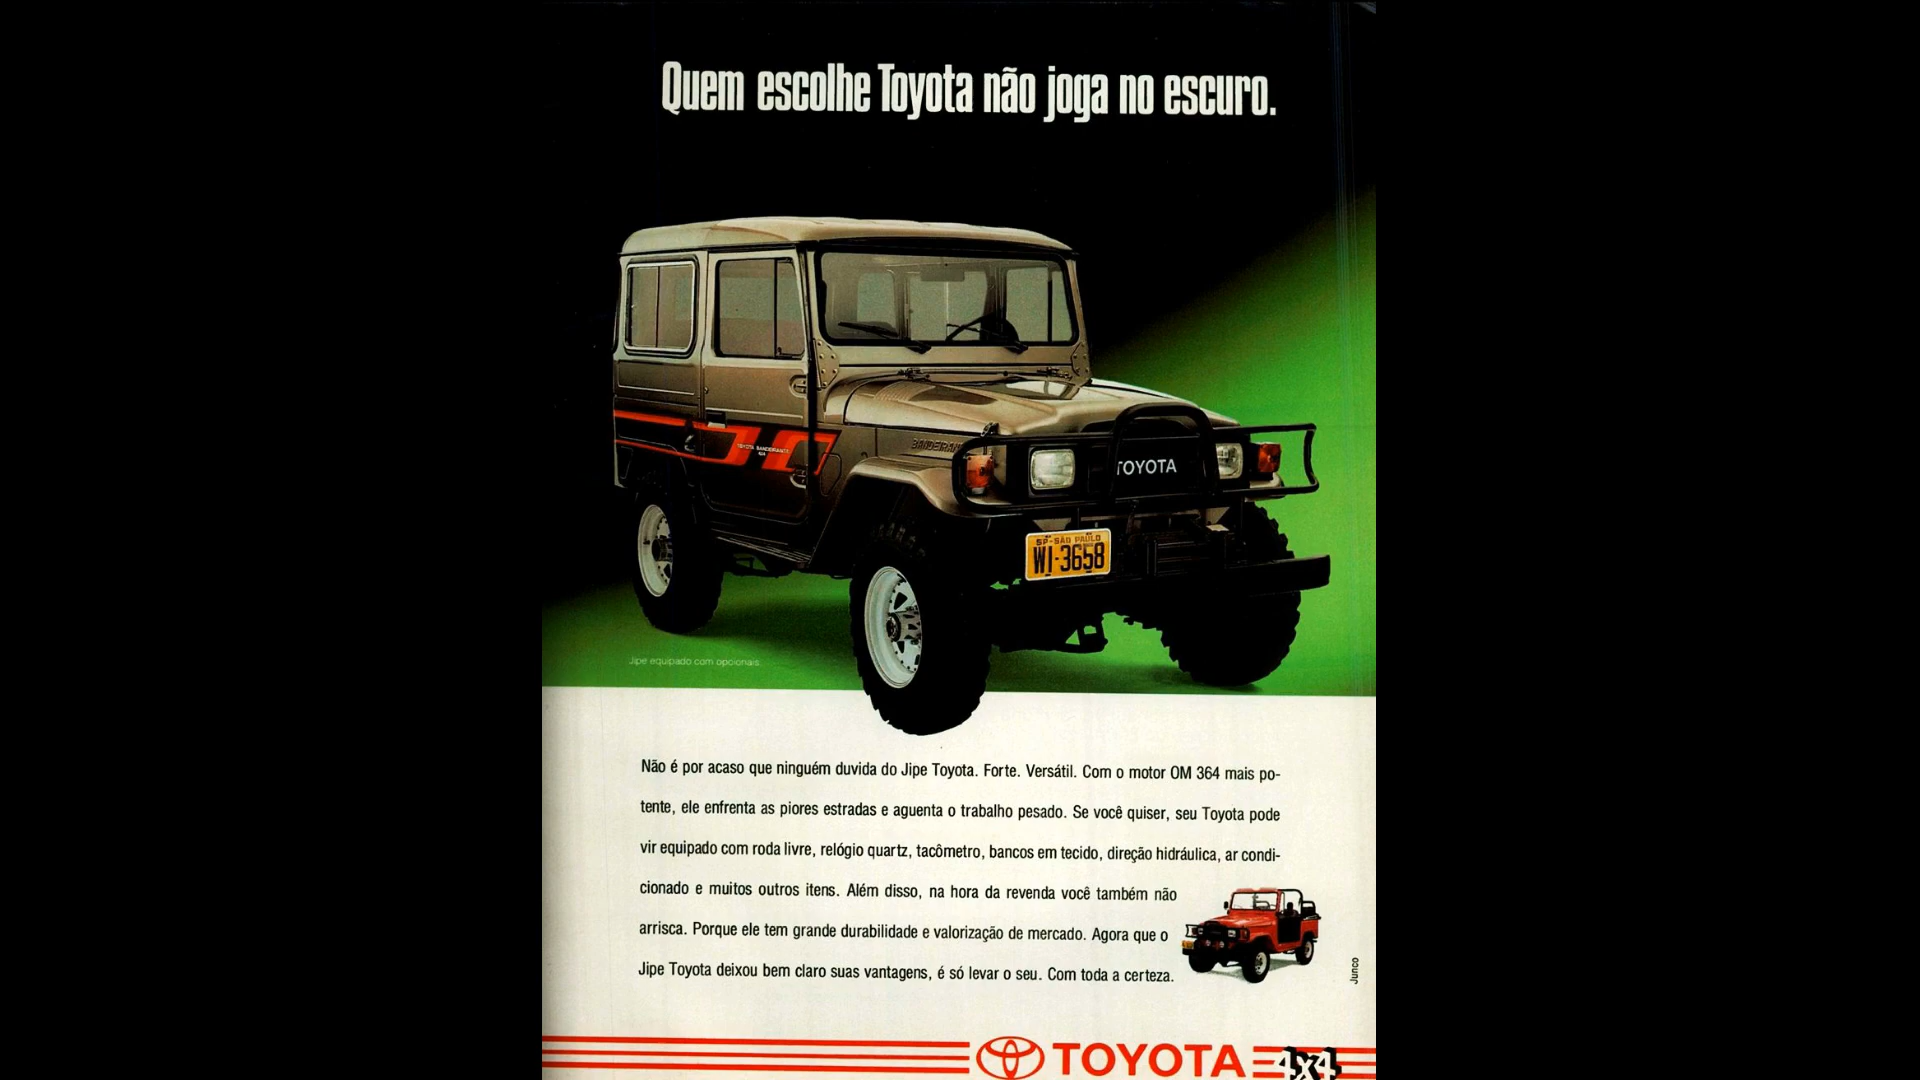 Quem escolhe Toyota não joga no escuro.
TOYOTA BANDEIRANTE
4x4
BANDEIRANTE
TOYOTA
SP-SÃO PAULO
WI·3658
Jipe equipado com opcionais.
Não é por acaso que ninguém duvida do Jipe Toyota. Forte. Versátil. Com o motor OM 364 mais po-
tente, ele enfrenta as piores estradas e aguenta o trabalho pesado. Se você quiser, seu Toyota pode
vir equipado com roda livre, relógio quartz, tacômetro, bancos em tecido, direção hidráulica, ar condi-
cionado e muitos outros itens. Além disso, na hora da revenda você também não
arrisca. Porque ele tem grande durabilidade e valorização de mercado. Agora que o
Jipe Toyota deixou bem claro suas vantagens, é só levar o seu. Com toda a certeza.
Junco
TOYOTA 4x4